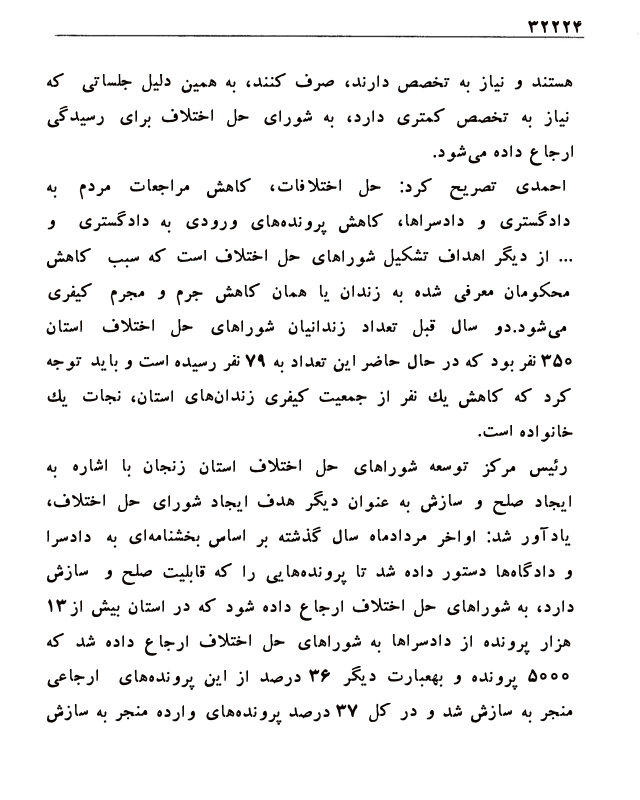 ۳۲۲۲۴
هستند و نیاز به تخصص دارند، صرف کنند، به همین دلیل جلساتی که
نیاز به تخصص کمتری دارد، به شورای حل اختلاف برای رسیدگی
ارجاع داده می‌شود.
احمدی تصریح کرد: حل اختلافات، کاهش مراجعات مردم به
دادگستری و دادسراها، کاهش پرونده‌های ورودی به دادگستری و
... از دیگر اهداف تشکیل شوراهای حل اختلاف است که سبب کاهش
محکومان معرفی شده به زندان یا همان کاهش جرم و مجرم کیفری
می‌شود.دو سال قبل تعداد زندانیان شوراهای حل اختلاف استان
۳۵۰ نفر بود که در حال حاضر این تعداد به ۷۹ نفر رسیده است و باید توجه
کرد که کاهش یك نفر از جمعیت کیفری زندان‌های استان، نجات یك
خانواده است.
رئیس مرکز توسعه شوراهای حل اختلاف استان زنجان با اشاره به
ایجاد صلح و سازش به عنوان دیگر هدف ایجاد شورای حل اختلاف،
یادآور شد: اواخر مردادماه سال گذشته بر اساس بخشنامه‌ای به دادسرا
و دادگاه‌ها دستور داده شد تا پرونده‌هایی را که قابلیت صلح و سازش
دارد، به شوراهای حل اختلاف ارجاع داده شود که در استان بیش از ۱۳
هزار پرونده از دادسراها به شوراهای حل اختلاف ارجاع داده شد که
۵۰۰۰ پرونده و بهعبارت دیگر ۳۶ درصد از این پرونده‌های ارجاعی
منجر به سازش شد و در کل ۳۷ درصد پرونده‌های وارده منجر به سازش